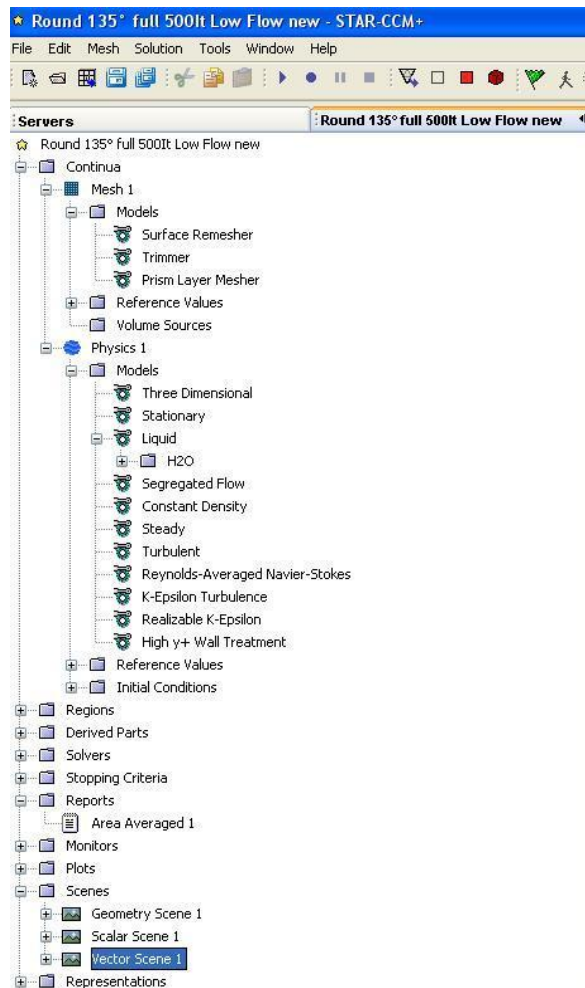 Round 135° full 500lt Low Flow new - STAR-CCM+
File Edit Mesh Solution Tools Window Help
Servers
Round 135° full 500lt Low Flow new
Round 135° full 500lt Low Flow new
Continua
Mesh 1
Models
Surface Remesher
Trimmer
Prism Layer Mesher
Reference Values
Volume Sources
Physics 1
Models
Three Dimensional
Stationary
Liquid
H2O
Segregated Flow
Constant Density
Steady
Turbulent
Reynolds-Averaged Navier-Stokes
K-Epsilon Turbulence
Realizable K-Epsilon
High y+ Wall Treatment
Reference Values
Initial Conditions
Regions
Derived Parts
Solvers
Stopping Criteria
Reports
Area Averaged 1
Monitors
Plots
Scenes
Geometry Scene 1
Scalar Scene 1
Vector Scene 1
Representations